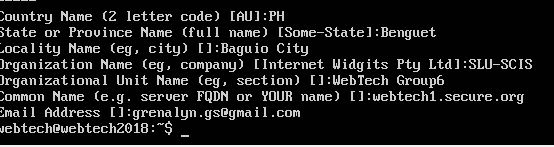 -----
Country Name (2 letter code) [AU]:PH
State or Province Name (full name) [Some-State]:Benguet
Locality Name (eg, city) []:Baguio City
Organization Name (eg, company) [Internet Widgits Pty Ltd]:SLU-SCIS
Organizational Unit Name (eg, section) []:WebTech Group6
Common Name (e.g. server FQDN or YOUR name) []:webtech1.secure.org
Email Address []:grenalyn.gs@gmail.com
webtech@webtech2018:~$ _